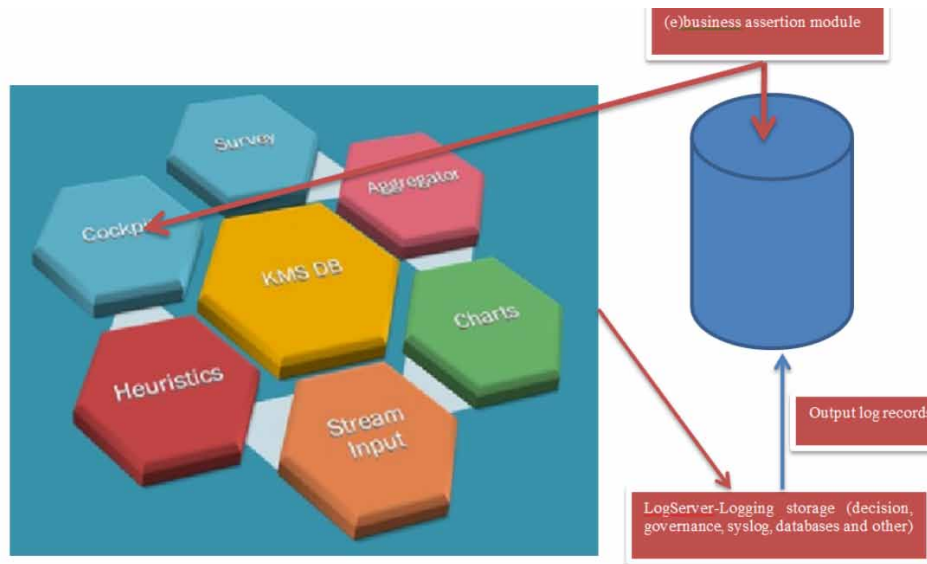 (e)business assertion module
Survey
Aggregator
Cockpit
KMS DB
Charts
Heuristics
Stream
Input
Output log records
LogServer-Logging storage (decision,
governance, syslog, databases and other)